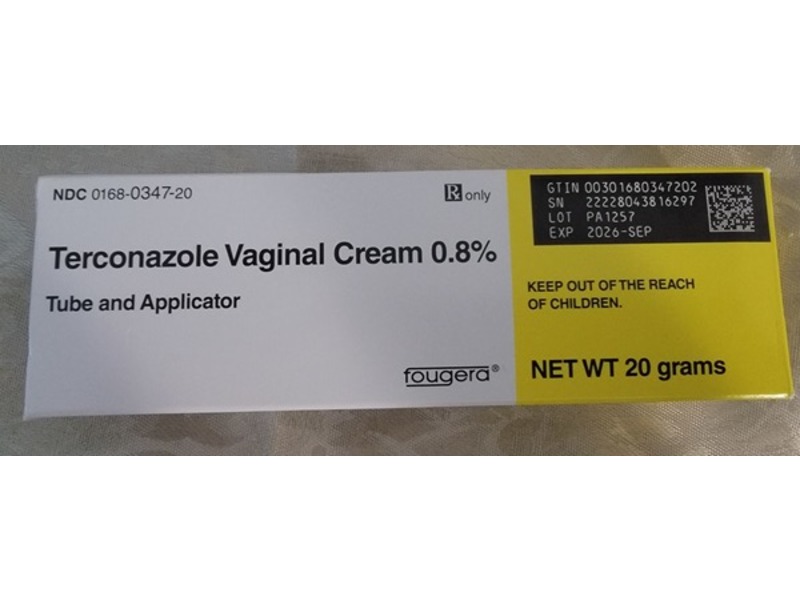 NDC 0168-0347-20
Rx only
Terconazole Vaginal Cream 0.8%
Tube and Applicator
fougera®
GTIN 00301680347202
SN 22228043816297
LOT PA1257
EXP 2026-SEP
KEEP OUT OF THE REACH
OF CHILDREN.
NET WT 20 grams